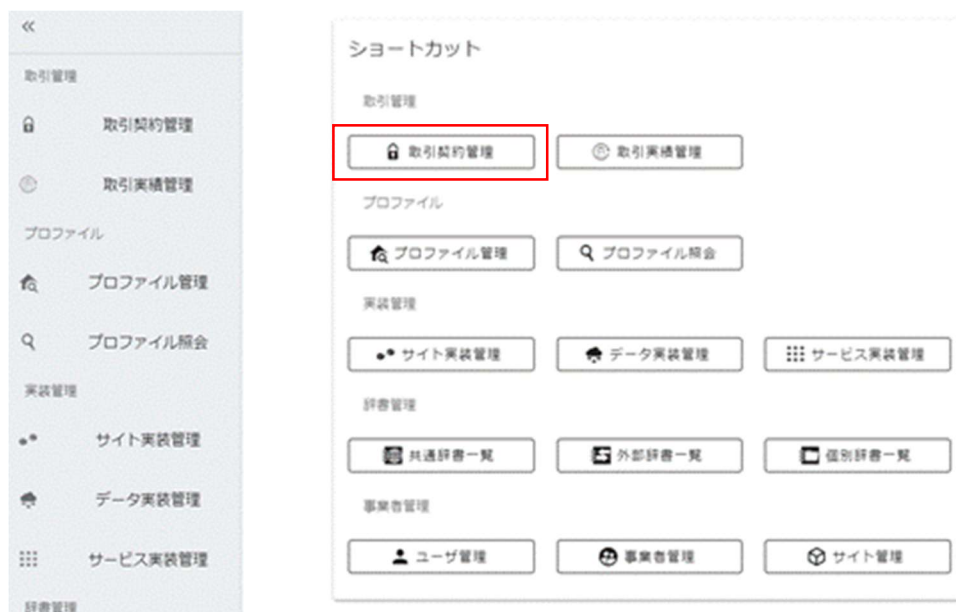 «
取引管理
取引契約管理
取引実績管理
プロファイル
プロファイル管理
プロファイル照会
実装管理
サイト実装管理
データ実装管理
サービス実装管理
辞書管理
ショートカット
取引管理
取引契約管理
取引実績管理
プロファイル
プロファイル管理
プロファイル照会
実装管理
サイト実装管理
データ実装管理
サービス実装管理
辞書管理
共通辞書一覧
外部辞書一覧
個別辞書一覧
事業者管理
ユーザ管理
事業者管理
サイト管理